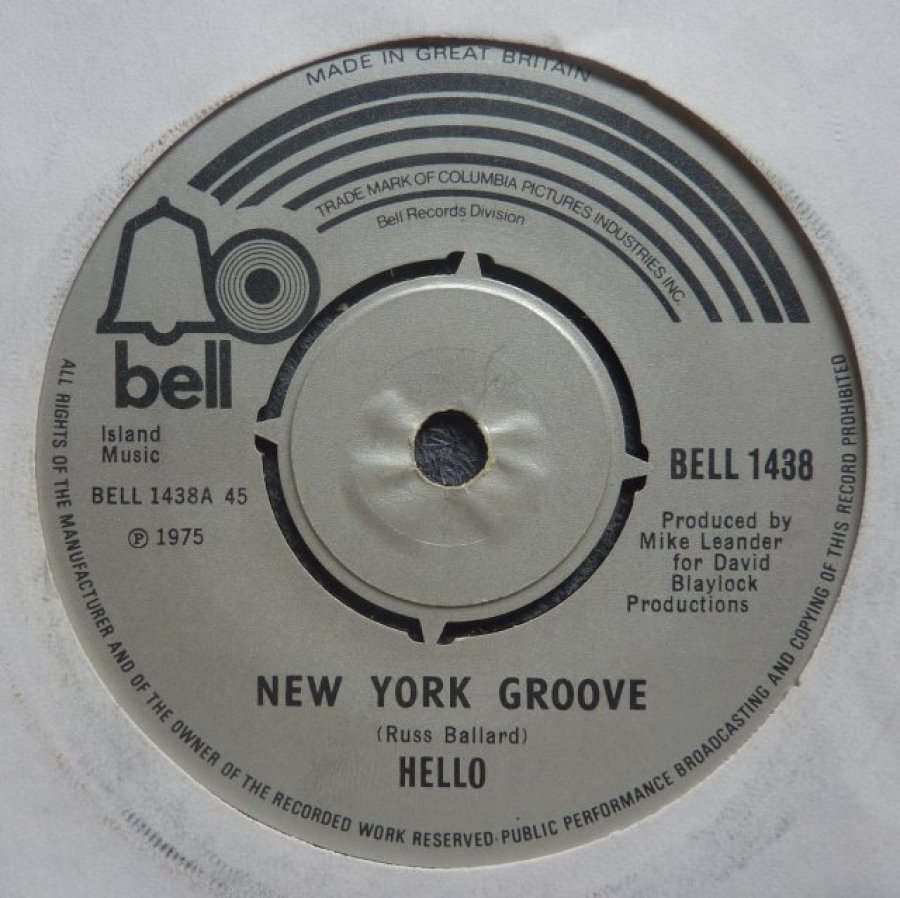 MADE IN GREAT BRITAIN
TRADE MARK OF COLUMBIA PICTURES INDUSTRIES INC.
Bell Records Division
bell
Island
Music
BELL 1438A 45
Ⓟ 1975
BELL 1438
Produced by
Mike Leander
for David
Blaylock
Productions
NEW YORK GROOVE
(Russ Ballard)
HELLO
ALL RIGHTS OF THE MANUFACTURER AND OF THE OWNER OF THE RECORDED WORK RESERVED·PUBLIC PERFORMANCE BROADCASTING AND COPYING OF THIS RECORD PROHIBITED